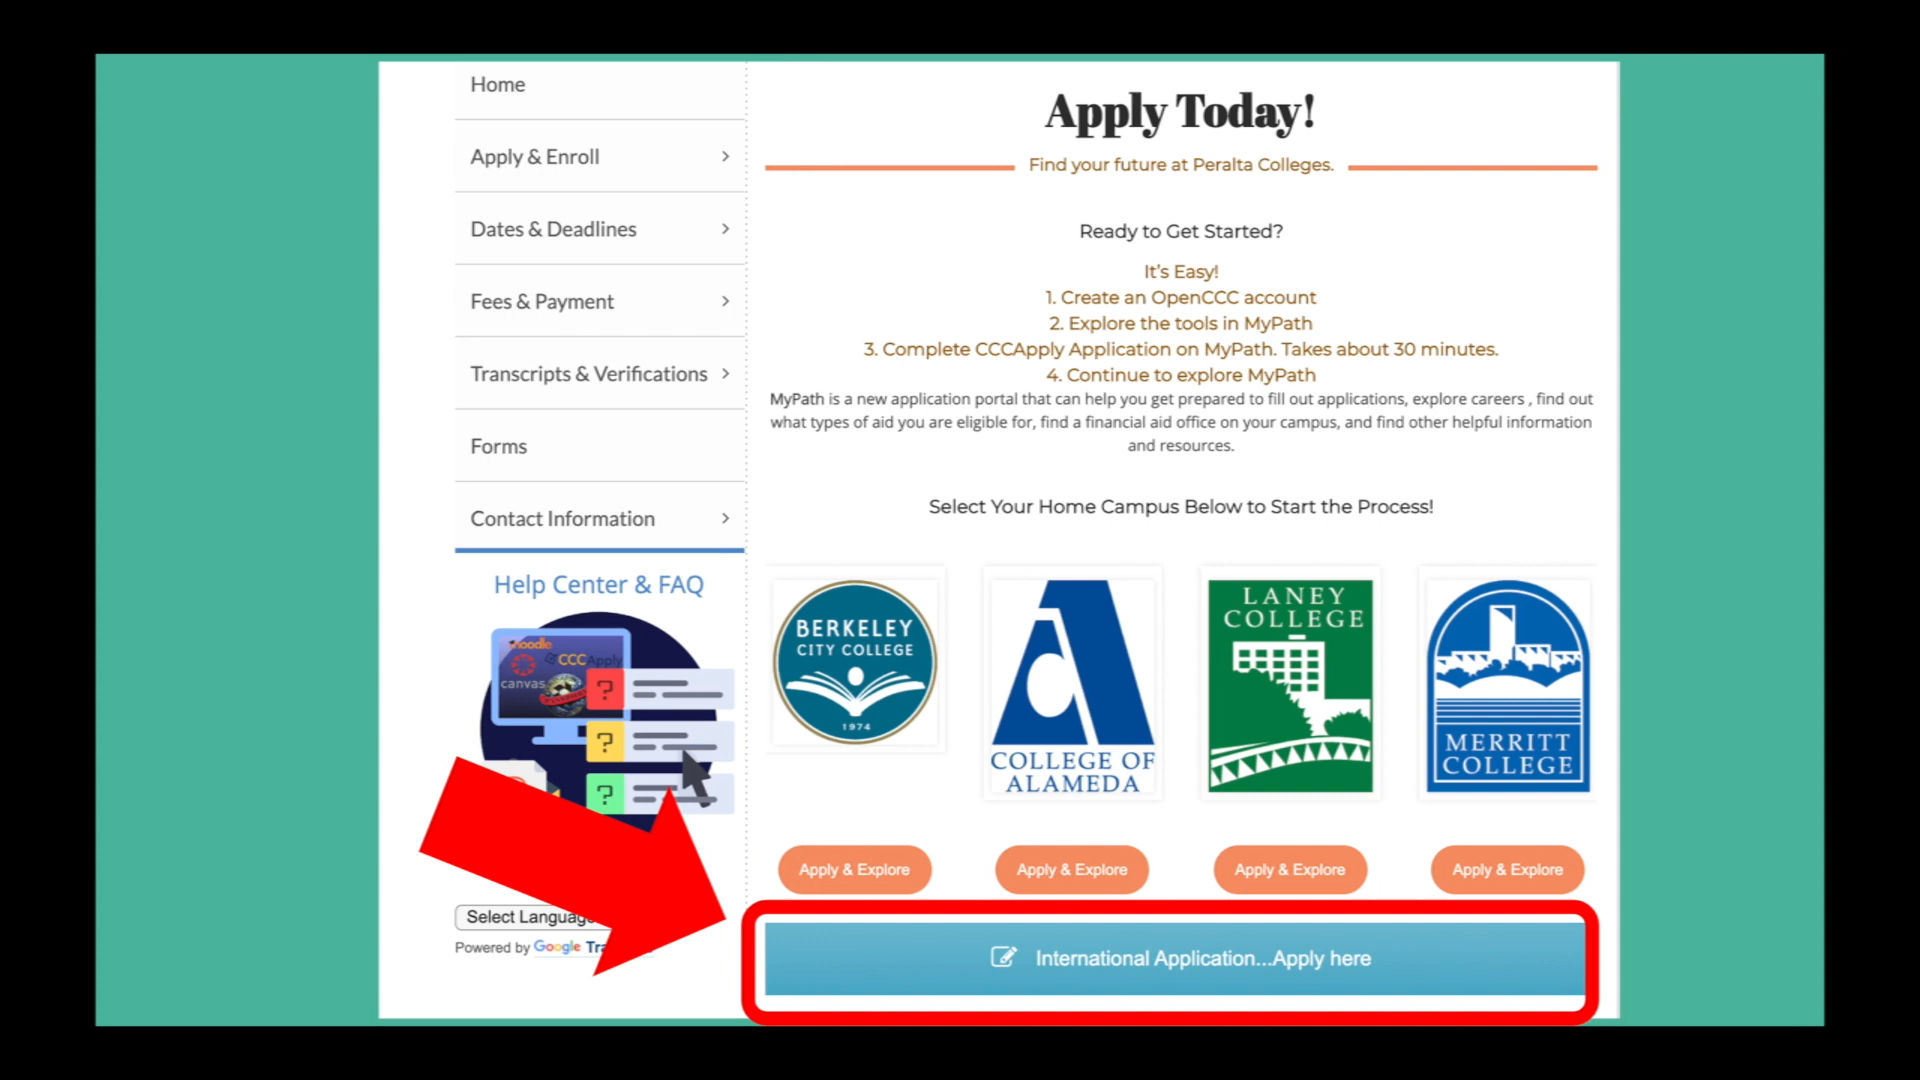 Home
Apply & Enroll
Dates & Deadlines
Fees & Payment
Transcripts & Verifications
Forms
Contact Information
Help Center & FAQ
moodle
CCCApply
canvas
?
?
?
Select Language
Powered by Google
Apply Today!
Find your future at Peralta Colleges.
Ready to Get Started?
It's Easy!
1. Create an OpenCCC account
2. Explore the tools in MyPath
3. Complete CCCApply Application on MyPath. Takes about 30 minutes.
4. Continue to explore MyPath
MyPath is a new application portal that can help you get prepared to fill out applications, explore careers , find out
what types of aid you are eligible for, find a financial aid office on your campus, and find other helpful information
and resources.
Select Your Home Campus Below to Start the Process!
BERKELEY
CITY COLLEGE
1974
COLLEGE OF
ALAMEDA
LANEY
COLLEGE
MERRITT
COLLEGE
Apply & Explore
Apply & Explore
Apply & Explore
Apply & Explore
International Application...Apply here